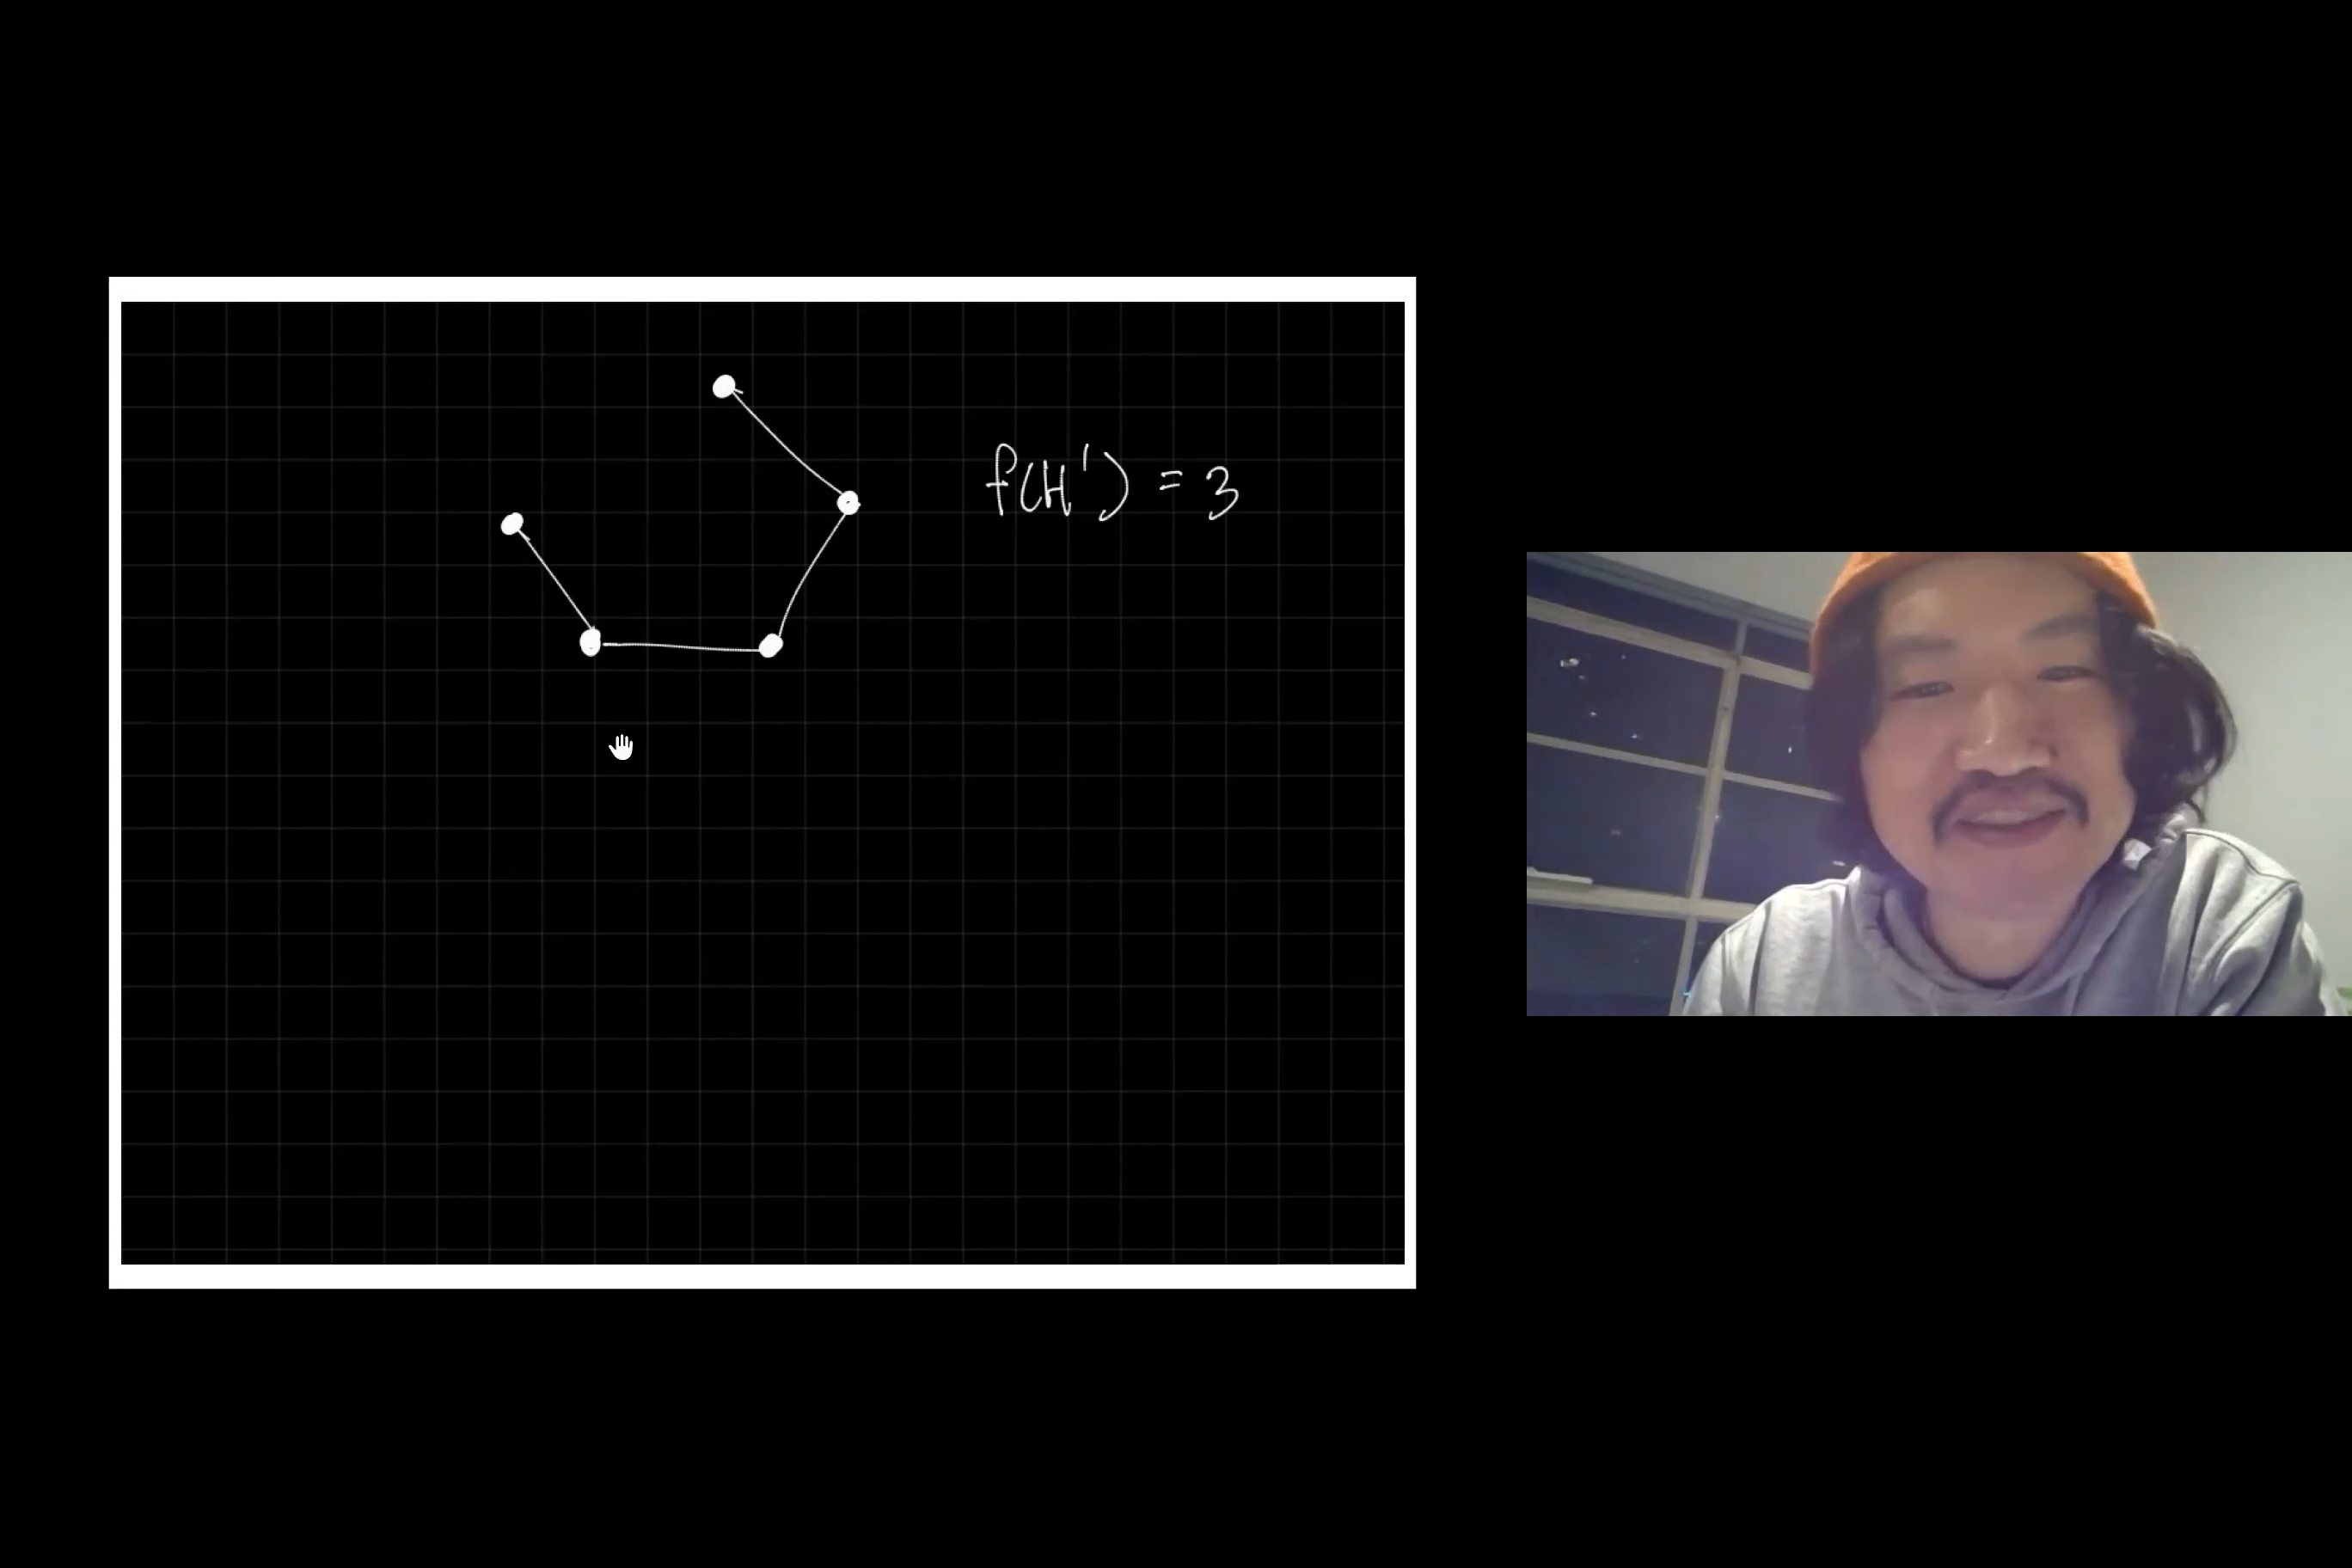 f(H') = 3